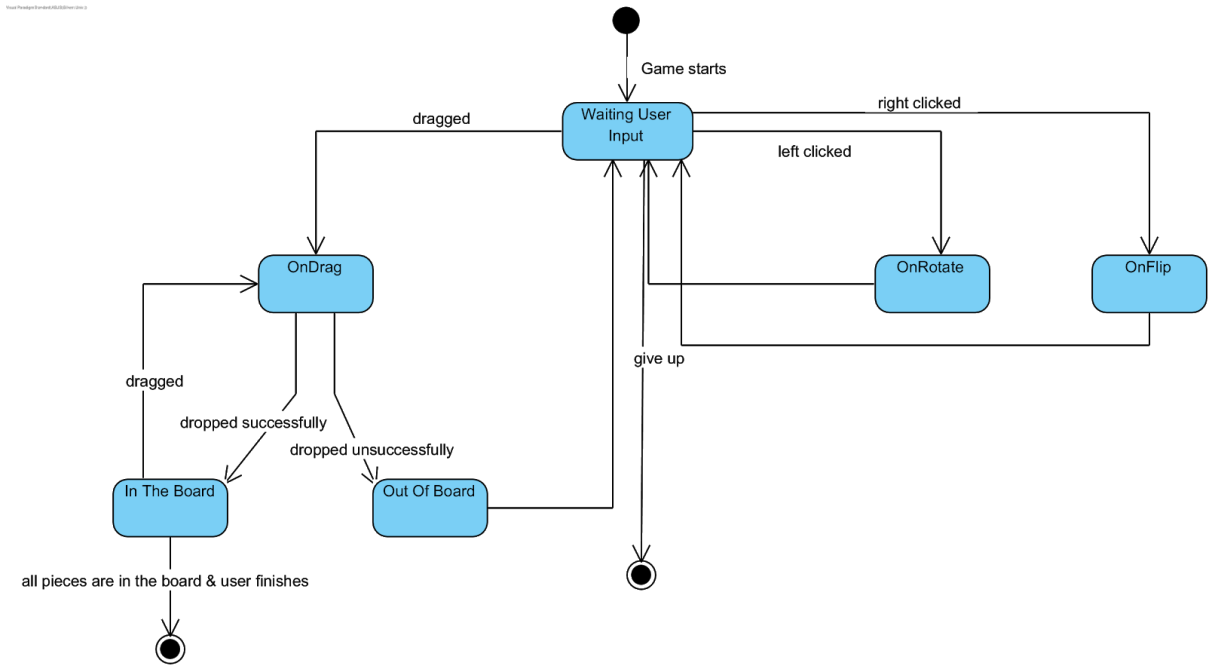 Game starts
Waiting User
Input
dragged
right clicked
left clicked
OnDrag
OnRotate
OnFlip
give up
dragged
dropped successfully
dropped unsuccessfully
In The Board
Out Of Board
all pieces are in the board & user finishes